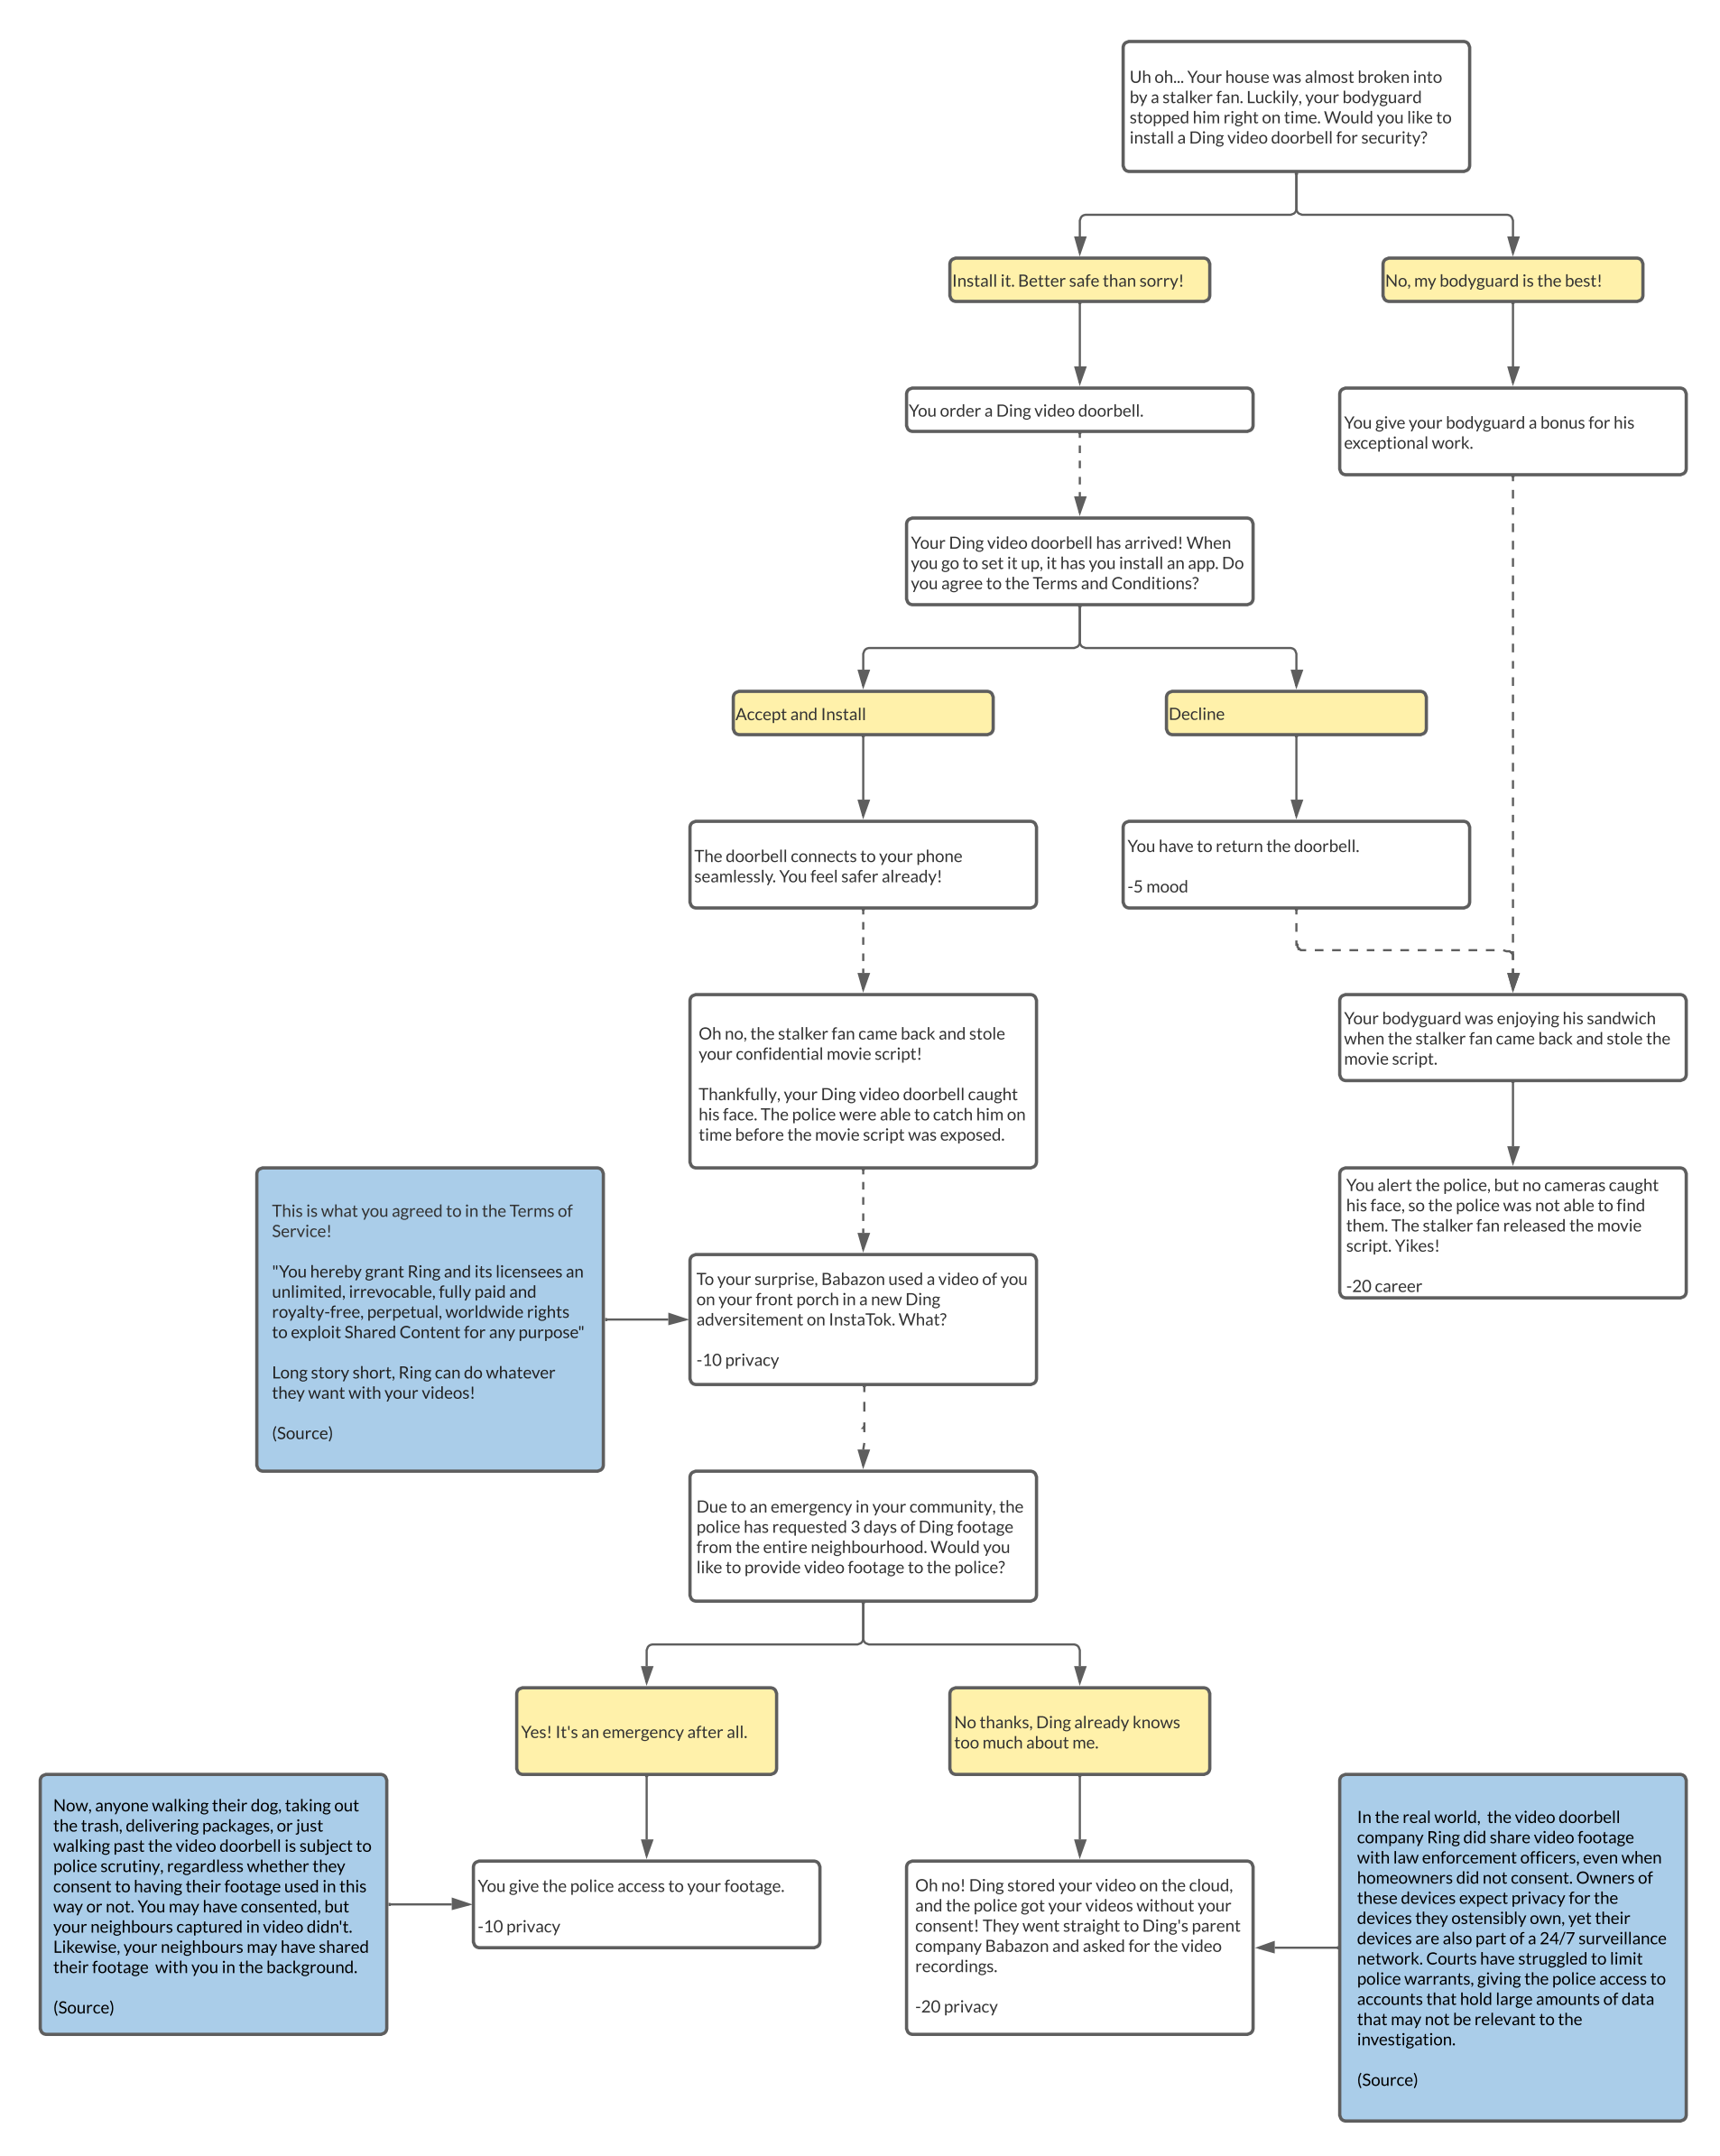 Uh oh... Your house was almost broken into
by a stalker fan. Luckily, your bodyguard
stopped him right on time. Would you like to
install a Ding video doorbell for security?
Install it. Better safe than sorry!
No, my bodyguard is the best!
You order a Ding video doorbell.
You give your bodyguard a bonus for his
exceptional work.
Your Ding video doorbell has arrived! When
you go to set it up, it has you install an app. Do
you agree to the Terms and Conditions?
Accept and Install
Decline
The doorbell connects to your phone
seamlessly. You feel safer already!
You have to return the doorbell.
-5 mood
Oh no, the stalker fan came back and stole
your confidential movie script!
Thankfully, your Ding video doorbell caught
his face. The police were able to catch him on
time before the movie script was exposed.
Your bodyguard was enjoying his sandwich
when the stalker fan came back and stole the
movie script.
This is what you agreed to in the Terms of
Service!
"You hereby grant Ring and its licensees an
unlimited, irrevocable, fully paid and
royalty-free, perpetual, worldwide rights
to exploit Shared Content for any purpose"
Long story short, Ring can do whatever
they want with your videos!
(Source)
You alert the police, but no cameras caught
his face, so the police was not able to find
them. The stalker fan released the movie
script. Yikes!
-20 career
To your surprise, Babazon used a video of you
on your front porch in a new Ding
adversitement on InstaTok. What?
-10 privacy
Due to an emergency in your community, the
police has requested 3 days of Ding footage
from the entire neighbourhood. Would you
like to provide video footage to the police?
Yes! It's an emergency after all.
No thanks, Ding already knows
too much about me.
Now, anyone walking their dog, taking out
the trash, delivering packages, or just
walking past the video doorbell is subject to
police scrutiny, regardless whether they
consent to having their footage used in this
way or not. You may have consented, but
your neighbours captured in video didn't.
Likewise, your neighbours may have shared
their footage  with you in the background.
(Source)
You give the police access to your footage.
-10 privacy
Oh no! Ding stored your video on the cloud,
and the police got your videos without your
consent! They went straight to Ding's parent
company Babazon and asked for the video
recordings.
-20 privacy
In the real world,  the video doorbell
company Ring did share video footage
with law enforcement officers, even when
homeowners did not consent. Owners of
these devices expect privacy for the
devices they ostensibly own, yet their
devices are also part of a 24/7 surveillance
network. Courts have struggled to limit
police warrants, giving the police access to
accounts that hold large amounts of data
that may not be relevant to the
investigation.
(Source)